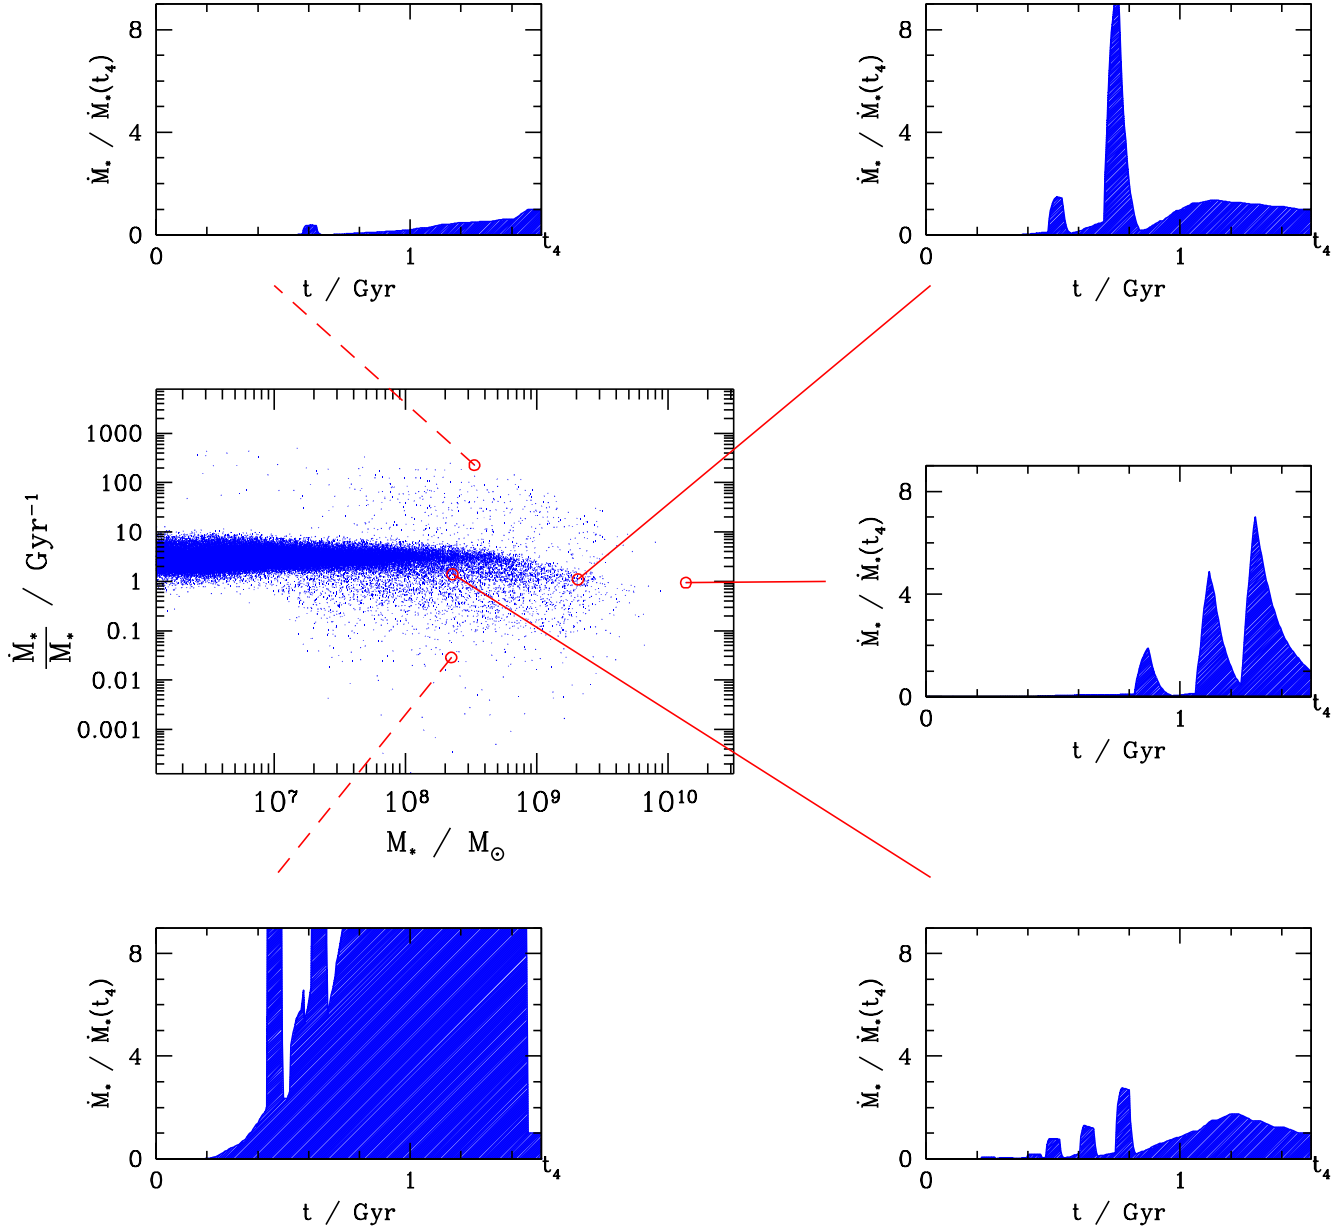 8
4
0
Ṁ* / Ṁ*(t₄)
0 1 t₄
t / Gyr
8
4
0
Ṁ* / Ṁ*(t₄)
0 1 t₄
t / Gyr
1000
100
10
1
0.1
0.01
0.001
Ṁ*/M* / Gyr⁻¹
10⁷ 10⁸ 10⁹ 10¹⁰
M* / M☉
8
4
0
Ṁ* / Ṁ*(t₄)
0 1 t₄
t / Gyr
8
4
0
Ṁ* / Ṁ*(t₄)
0 1 t₄
t / Gyr
8
4
0
Ṁ* / Ṁ*(t₄)
0 1 t₄
t / Gyr